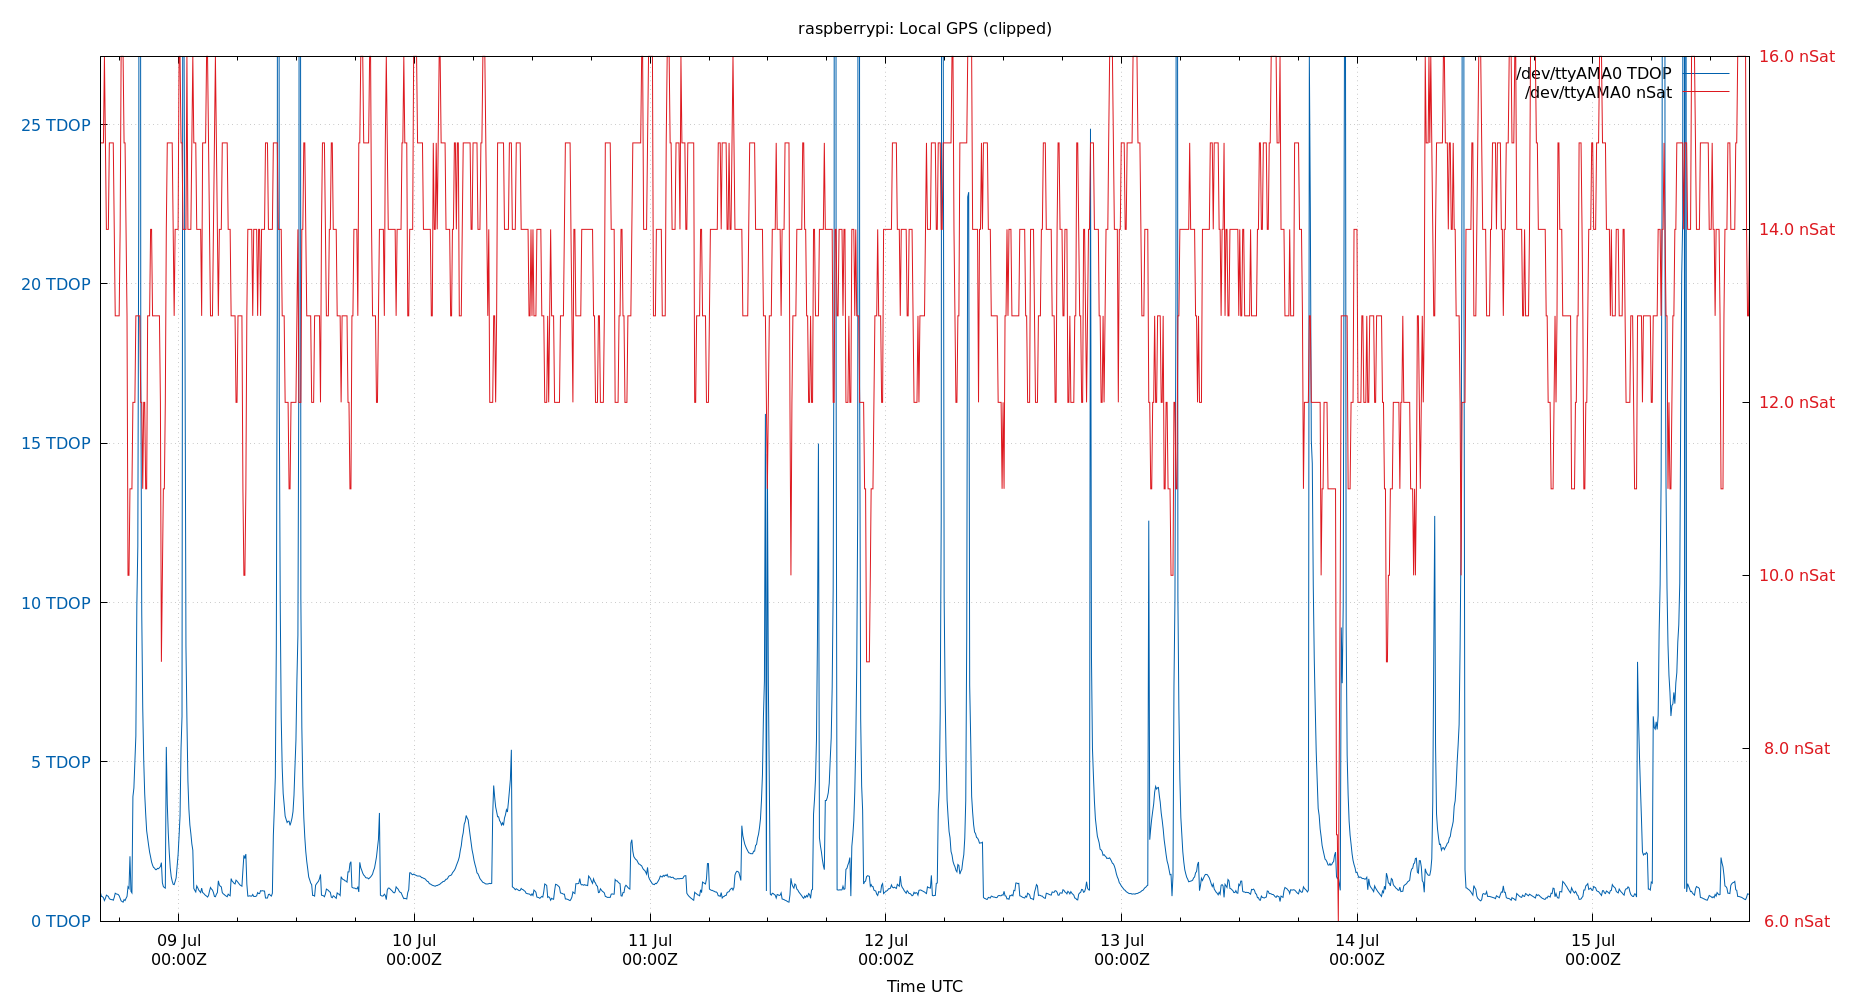 raspberrypi: Local GPS (clipped)
16.0 nSat
/dev/ttyAMA0 TDOP
/dev/ttyAMA0 nSat
25 TDOP
14.0 nSat
20 TDOP
12.0 nSat
15 TDOP
10.0 nSat
10 TDOP
8.0 nSat
5 TDOP
6.0 nSat
0 TDOP
09 Jul 10 Jul 11 Jul 12 Jul 13 Jul 14 Jul 15 Jul
00:00Z 00:00Z 00:00Z 00:00Z 00:00Z 00:00Z 00:00Z
Time UTC